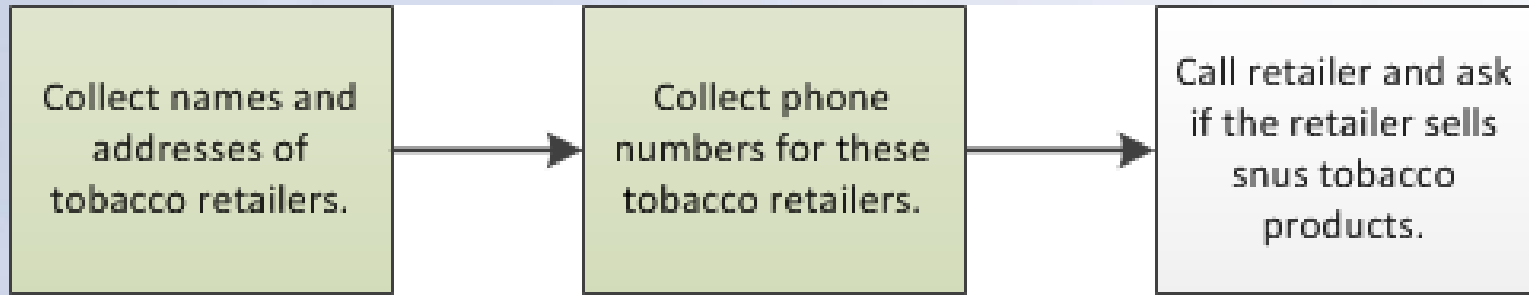 Collect names and
addresses of
tobacco retailers.
Collect phone
numbers for these
tobacco retailers.
Call retailer and ask
if the retailer sells
snus tobacco
products.